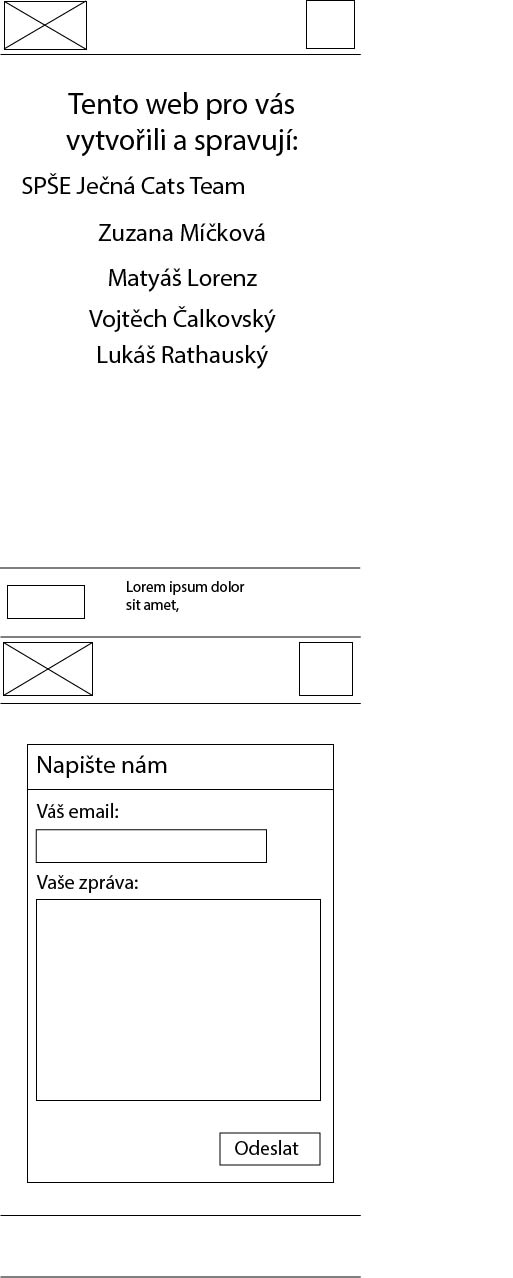 Tento web pro vás
vytvořili a spravují:
SPŠE Ječná Cats Team
Zuzana Míčková
Matyáš Lorenz
Vojtěch Čalkovský
Lukáš Rathauský
Lorem ipsum dolor
sit amet,
Napište nám
Váš email:
Vaše zpráva:
Odeslat